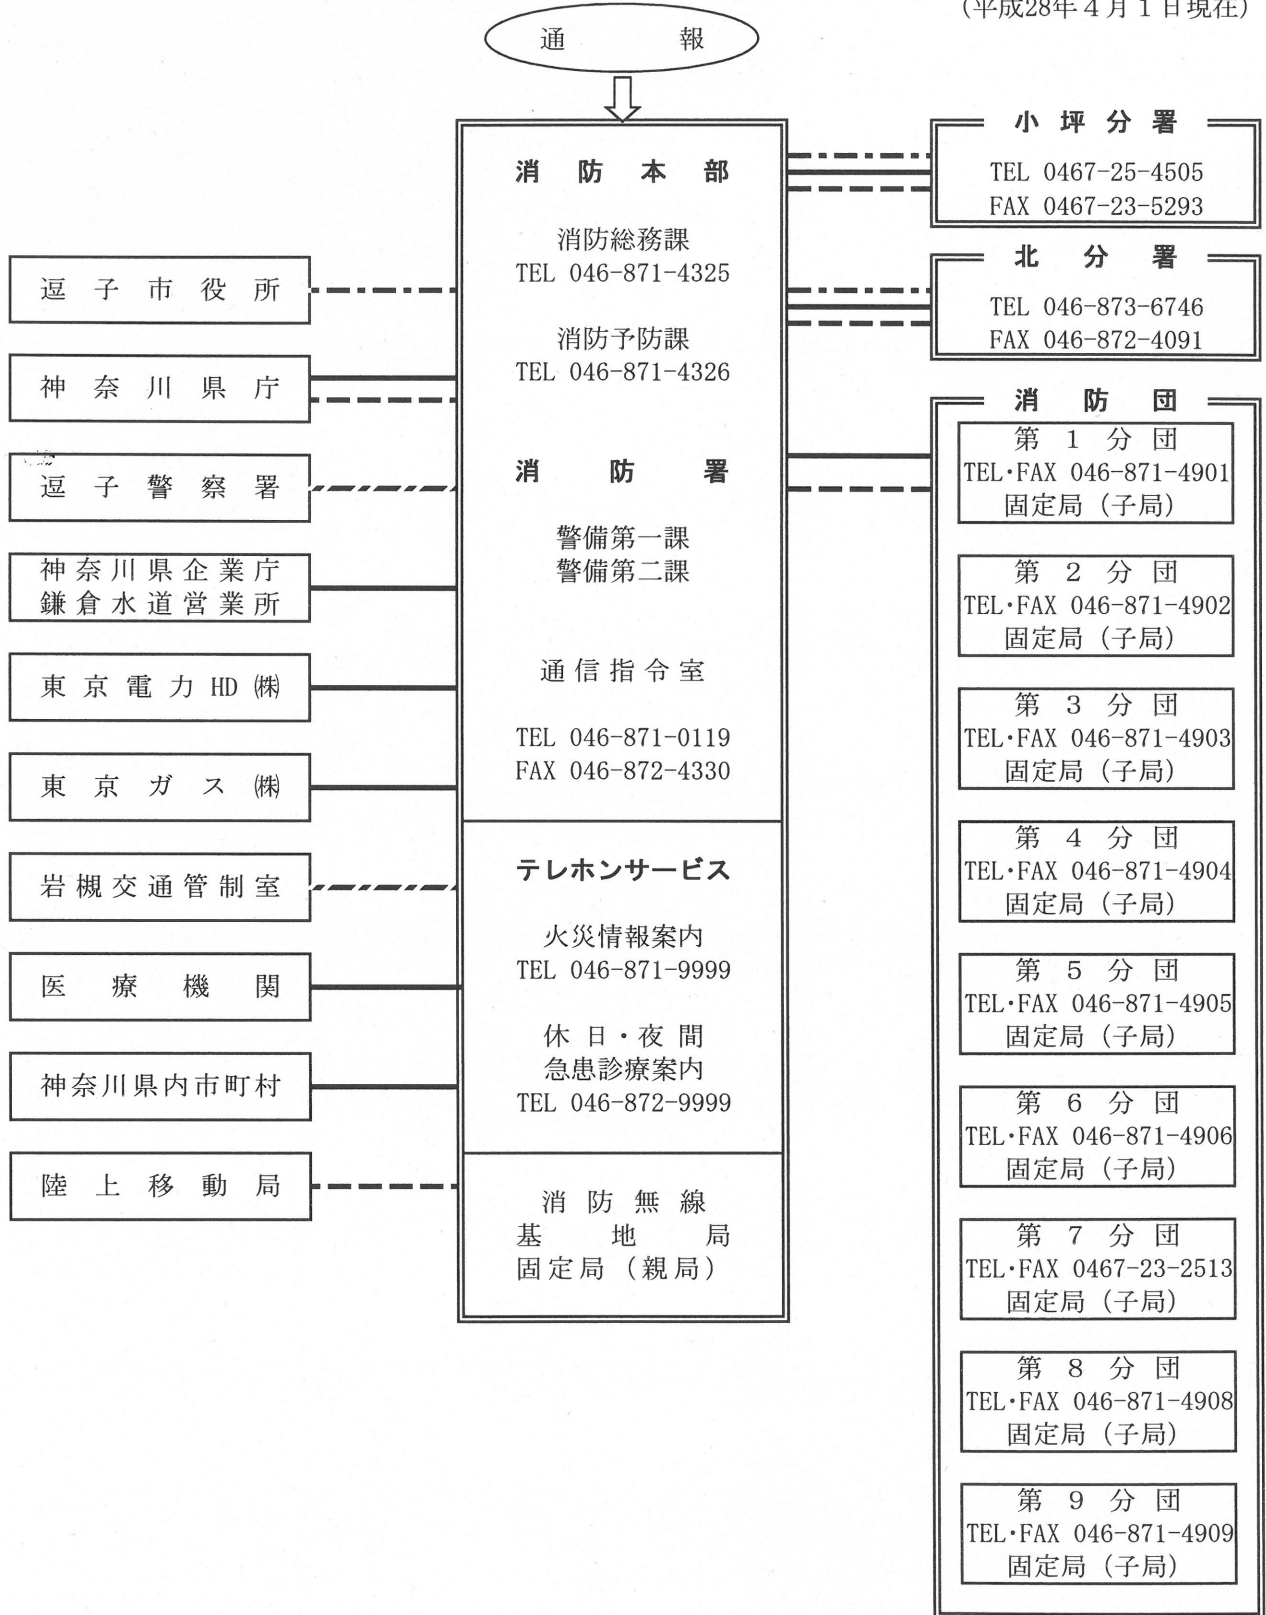 (平成28年4月1日現在)
通報
消防本部
消防総務課
TEL 046-871-4325
消防予防課
TEL 046-871-4326
消防署
警備第一課
警備第二課
通信指令室
TEL 046-871-0119
FAX 046-872-4330
テレホンサービス
火災情報案内
TEL 046-871-9999
休日・夜間
急患診療案内
TEL 046-872-9999
消防無線
基地局
固定局(親局)
逗子市役所
神奈川県庁
逗子警察署
神奈川県企業庁
鎌倉水道営業所
東京電力HD㈱
東京ガス㈱
岩槻交通管制室
医療機関
神奈川県内市町村
陸上移動局
小坪分署
TEL 0467-25-4505
FAX 0467-23-5293
北分署
TEL 046-873-6746
FAX 046-872-4091
消防団
第1分団
TEL・FAX 046-871-4901
固定局(子局)
第2分団
TEL・FAX 046-871-4902
固定局(子局)
第3分団
TEL・FAX 046-871-4903
固定局(子局)
第4分団
TEL・FAX 046-871-4904
固定局(子局)
第5分団
TEL・FAX 046-871-4905
固定局(子局)
第6分団
TEL・FAX 046-871-4906
固定局(子局)
第7分団
TEL・FAX 0467-23-2513
固定局(子局)
第8分団
TEL・FAX 046-871-4908
固定局(子局)
第9分団
TEL・FAX 046-871-4909
固定局(子局)